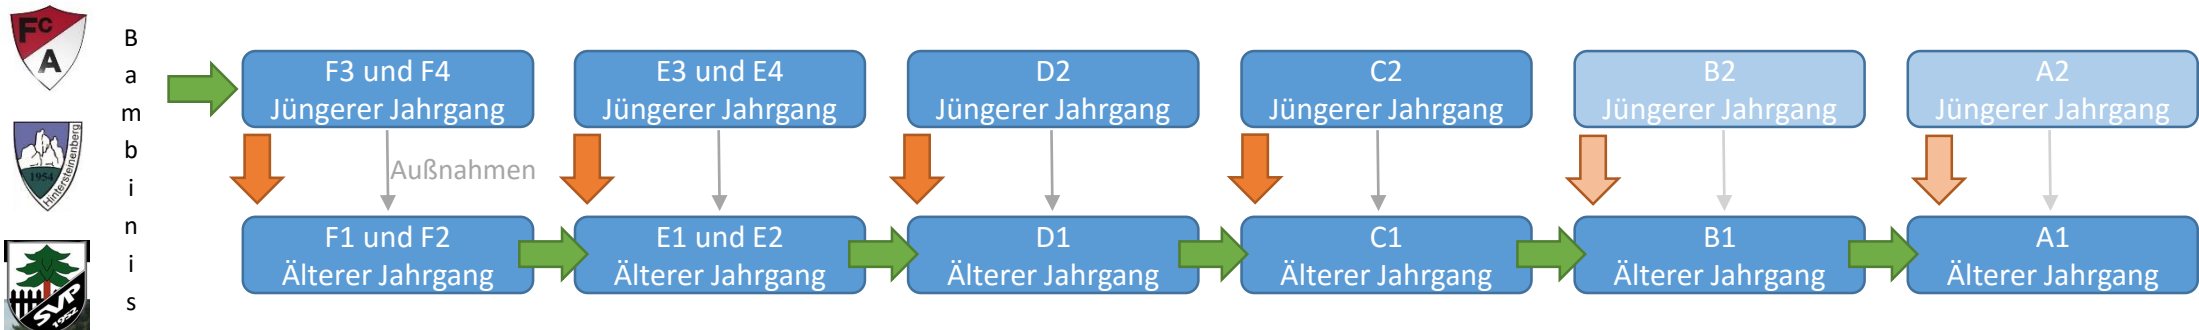 FC
A
1954
Hintersteinenberg
SVP
1952
Bambinis
F3 und F4
Jüngerer Jahrgang
E3 und E4
Jüngerer Jahrgang
D2
Jüngerer Jahrgang
C2
Jüngerer Jahrgang
B2
Jüngerer Jahrgang
A2
Jüngerer Jahrgang
Außnahmen
F1 und F2
Älterer Jahrgang
E1 und E2
Älterer Jahrgang
D1
Älterer Jahrgang
C1
Älterer Jahrgang
B1
Älterer Jahrgang
A1
Älterer Jahrgang